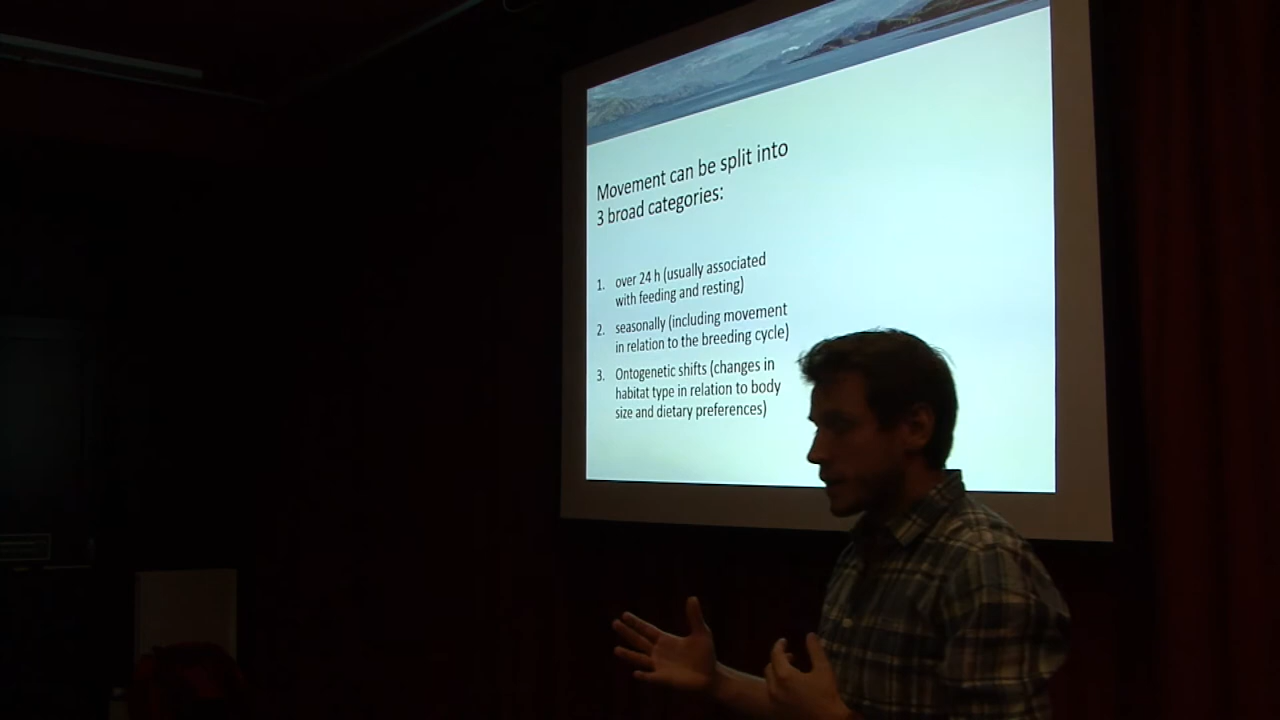 Movement can be split into
3 broad categories:
1. over 24 h (usually associated
with feeding and resting)
2. seasonally (including movement
in relation to the breeding cycle)
3. Ontogenetic shifts (changes in
habitat type in relation to body
size and dietary preferences)